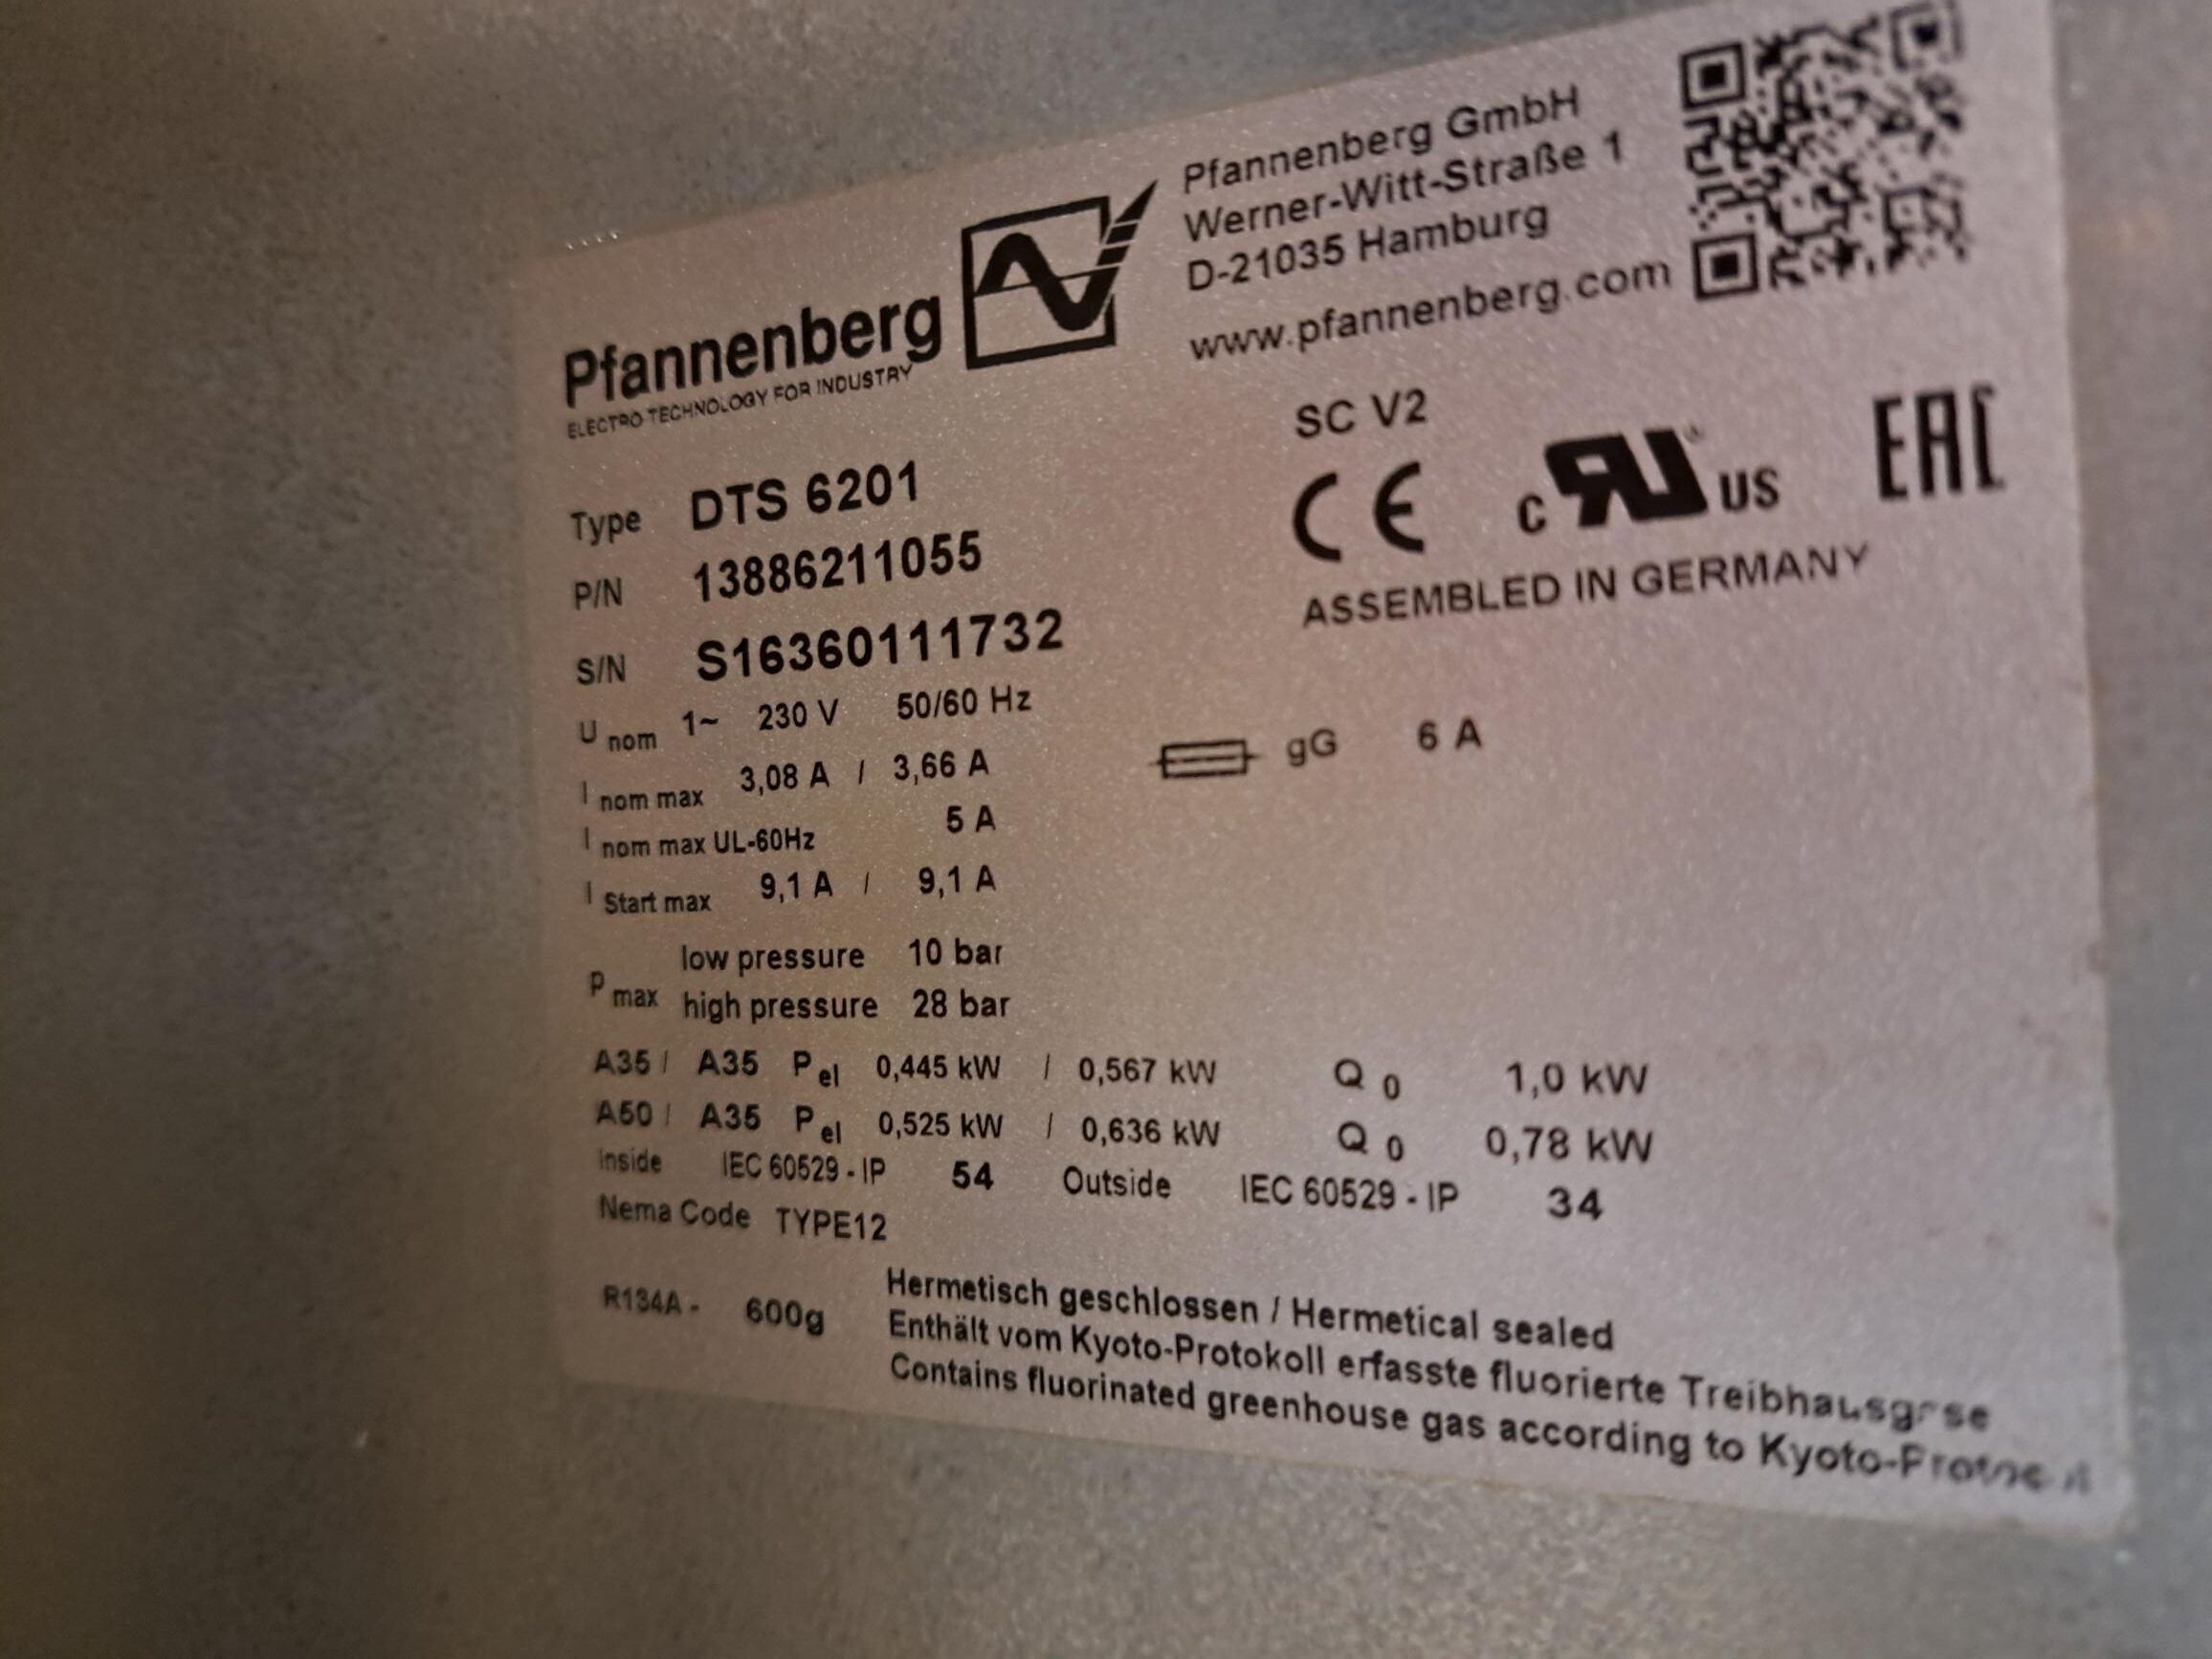 Pfannenberg
ELECTRO TECHNOLOGY FOR INDUSTRY
Pfannenberg GmbH
Werner-Witt-Straße 1
D-21035 Hamburg
www.pfannenberg.com
SC V2
CE c RU US EAC
ASSEMBLED IN GERMANY
Type DTS 6201
P/N 13886211055
S/N S16360111732
U nom 1~ 230 V 50/60 Hz
I nom max 3,08 A / 3,66 A gG 6 A
I nom max UL-60Hz 5 A
I Start max 9,1 A / 9,1 A
P max low pressure 10 bar
high pressure 28 bar
A35 / A35 P el 0,445 kW / 0,567 kW Q 0 1,0 kW
A50 / A35 P el 0,525 kW / 0,636 kW Q 0 0,78 kW
Inside IEC 60529 - IP 54 Outside IEC 60529 - IP 34
Nema Code TYPE12
R134A - 600g
Hermetisch geschlossen / Hermetical sealed
Enthält vom Kyoto-Protokoll erfasste fluorierte Treibhausgase
Contains fluorinated greenhouse gas according to